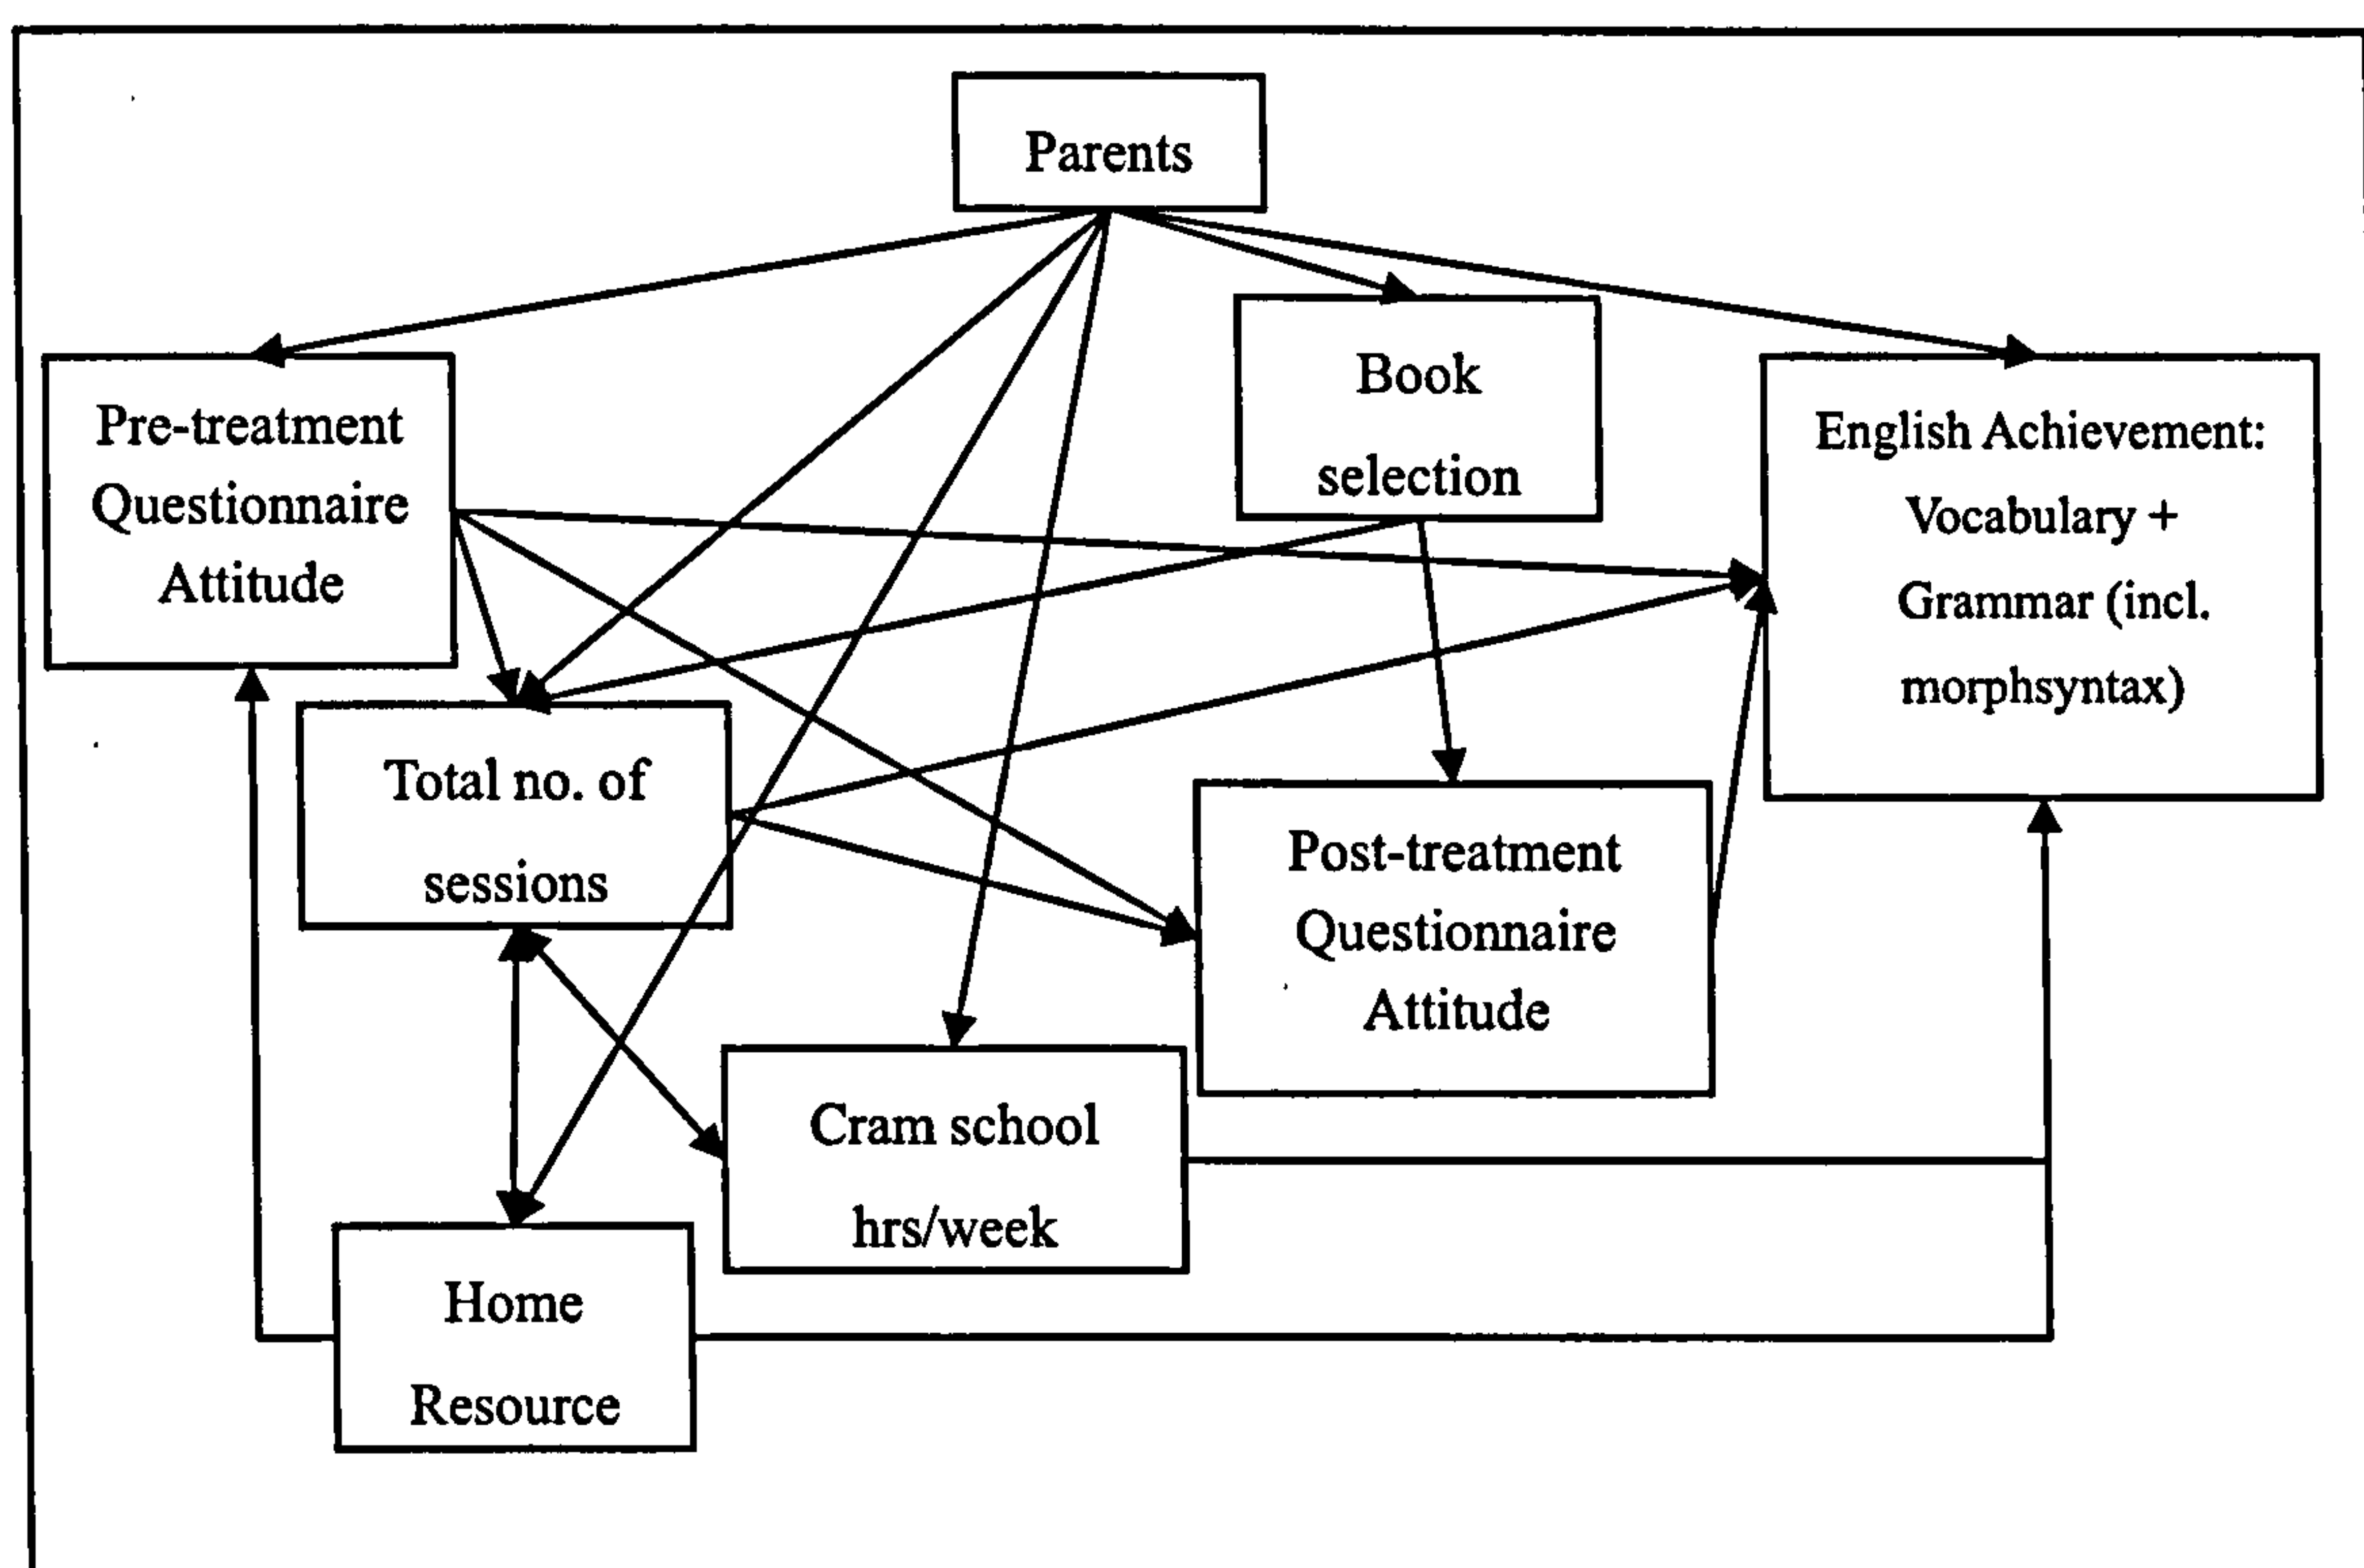 Parents
Book
selection
Pre-treatment
Questionnaire
Attitude
English Achievement:
Vocabulary +
Grammar (incl.
morphsyntax)
Total no. of
sessions
Post-treatment
Questionnaire
Attitude
Cram school
hrs/week
Home
Resource